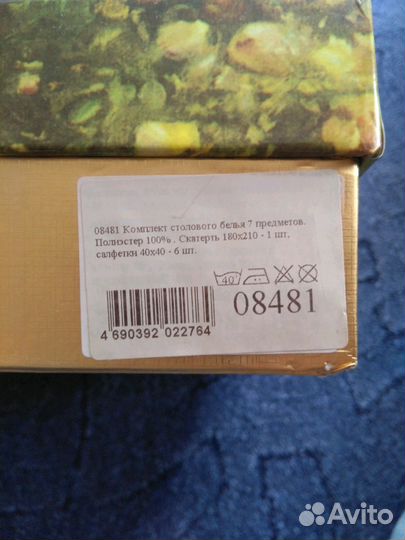 08481 Комплект столового белья 7 предметов.
Полиэстер 100% . Скатерть 180х210 - 1 шт,
салфетки 40х40 - 6 шт.
40
08481
4 690392 022764
Avito